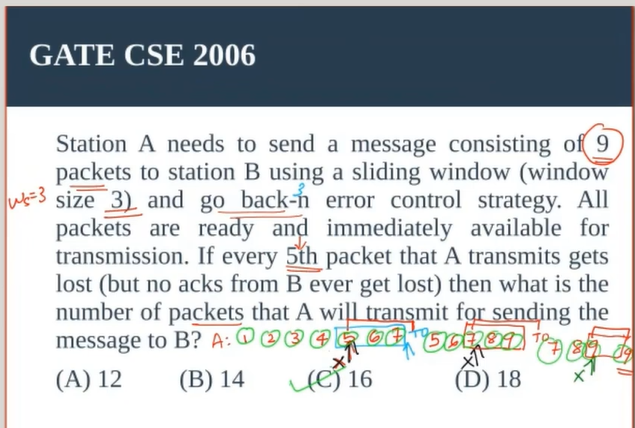 GATE CSE 2006
Station A needs to send a message consisting of 9
packets to station B using a sliding window (window
Ws=3 size 3) and go back-n error control strategy. All
3
packets are ready and immediately available for
transmission. If every 5th packet that A transmits gets
lost (but no acks from B ever get lost) then what is the
number of packets that A will transmit for sending the
message to B? A: 1 2 3 4 5 6 7 TO 5 6 7 8 9 TO 7 8 9 9
x x x
(A) 12 (B) 14 (C) 16 (D) 18